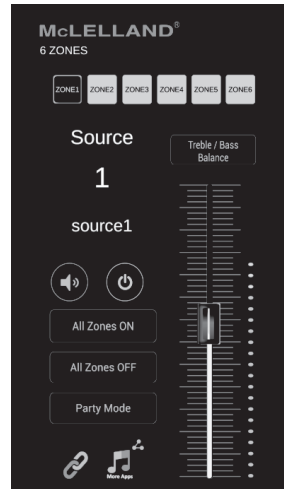 McLELLAND®
6 ZONES
ZONE1 ZONE2 ZONE3 ZONE4 ZONE5 ZONE6
Source
1
source1
Treble / Bass
Balance
All Zones ON
All Zones OFF
Party Mode
More Apps